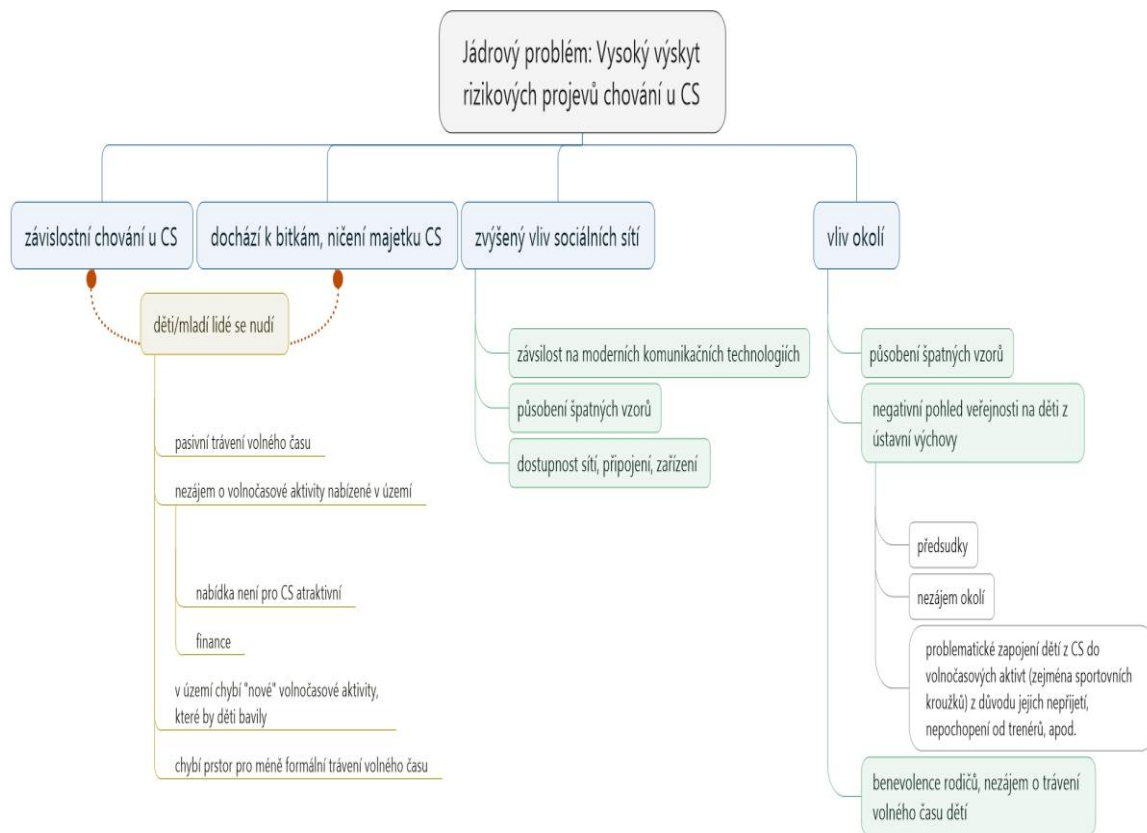 Jádrový problém: Vysoký výskyt
rizikových projevů chování u CS
závislostní chování u CS
dochází k bitkám, ničení majetku CS
zvýšený vliv sociálních sítí
vliv okolí
děti/mladí lidé se nudí
pasivní trávení volného času
nezájem o volnočasové aktivity nabízené v území
nabídka není pro CS atraktivní
finance
v území chybí "nové" volnočasové aktivity,
které by děti bavily
chybí prstor pro méně formální trávení volného času
závsilost na moderních komunikačních technologiích
působení špatných vzorů
dostupnost sítí, připojení, zařízení
působení špatných vzorů
negativní pohled veřejnosti na děti z
ústavní výchovy
předsudky
nezájem okolí
problematické zapojení dětí z CS do
volnočasových aktivt (zejména sportovních
kroužků) z důvodu jejich nepřijetí,
nepochopení od trenérů, apod.
benevolence rodičů, nezájem o trávení
volného času dětí